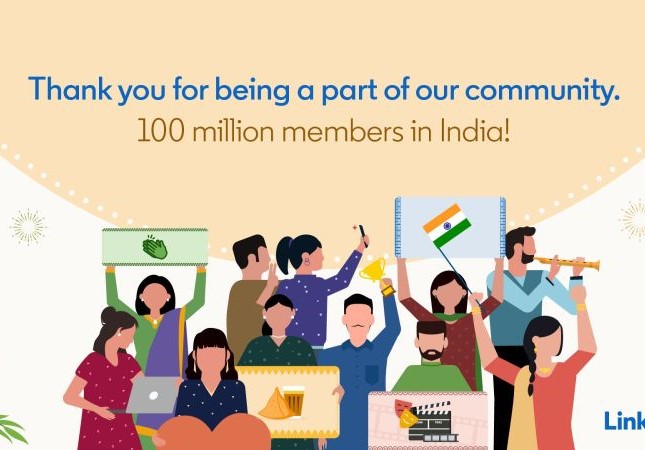 Thank you for being a part of our community.
100 million members in India!
Link